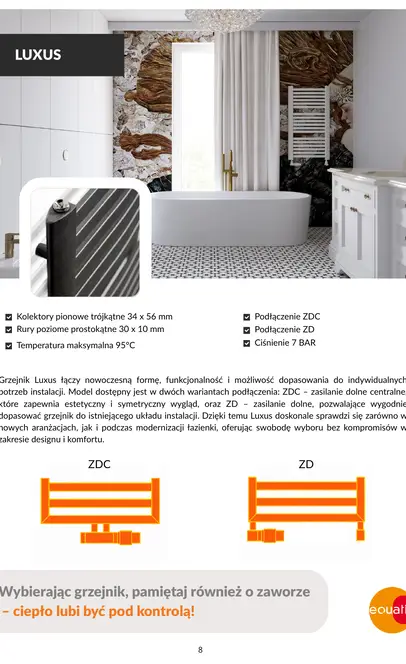 LUXUS
Kolektory pionowe trójkątne 34 x 56 mm
Rury poziome prostokątne 30 x 10 mm
Temperatura maksymalna 95°C
Podłączenie ZDC
Podłączenie ZD
Ciśnienie 7 BAR
Grzejnik Luxus łączy nowoczesną formę, funkcjonalność i możliwość dopasowania do indywidualnych
potrzeb instalacji. Model dostępny jest w dwóch wariantach podłączenia: ZDC – zasilanie dolne centralne,
które zapewnia estetyczny i symetryczny wygląd, oraz ZD – zasilanie dolne, pozwalające wygodnie
dopasować grzejnik do istniejącego układu instalacji. Dzięki temu Luxus doskonale sprawdzi się zarówno w
nowych aranżacjach, jak i podczas modernizacji łazienki, oferując swobodę wyboru bez kompromisów w
zakresie designu i komfortu.
ZDC
ZD
Wybierając grzejnik, pamiętaj również o zaworze
– ciepło lubi być pod kontrolą!
8